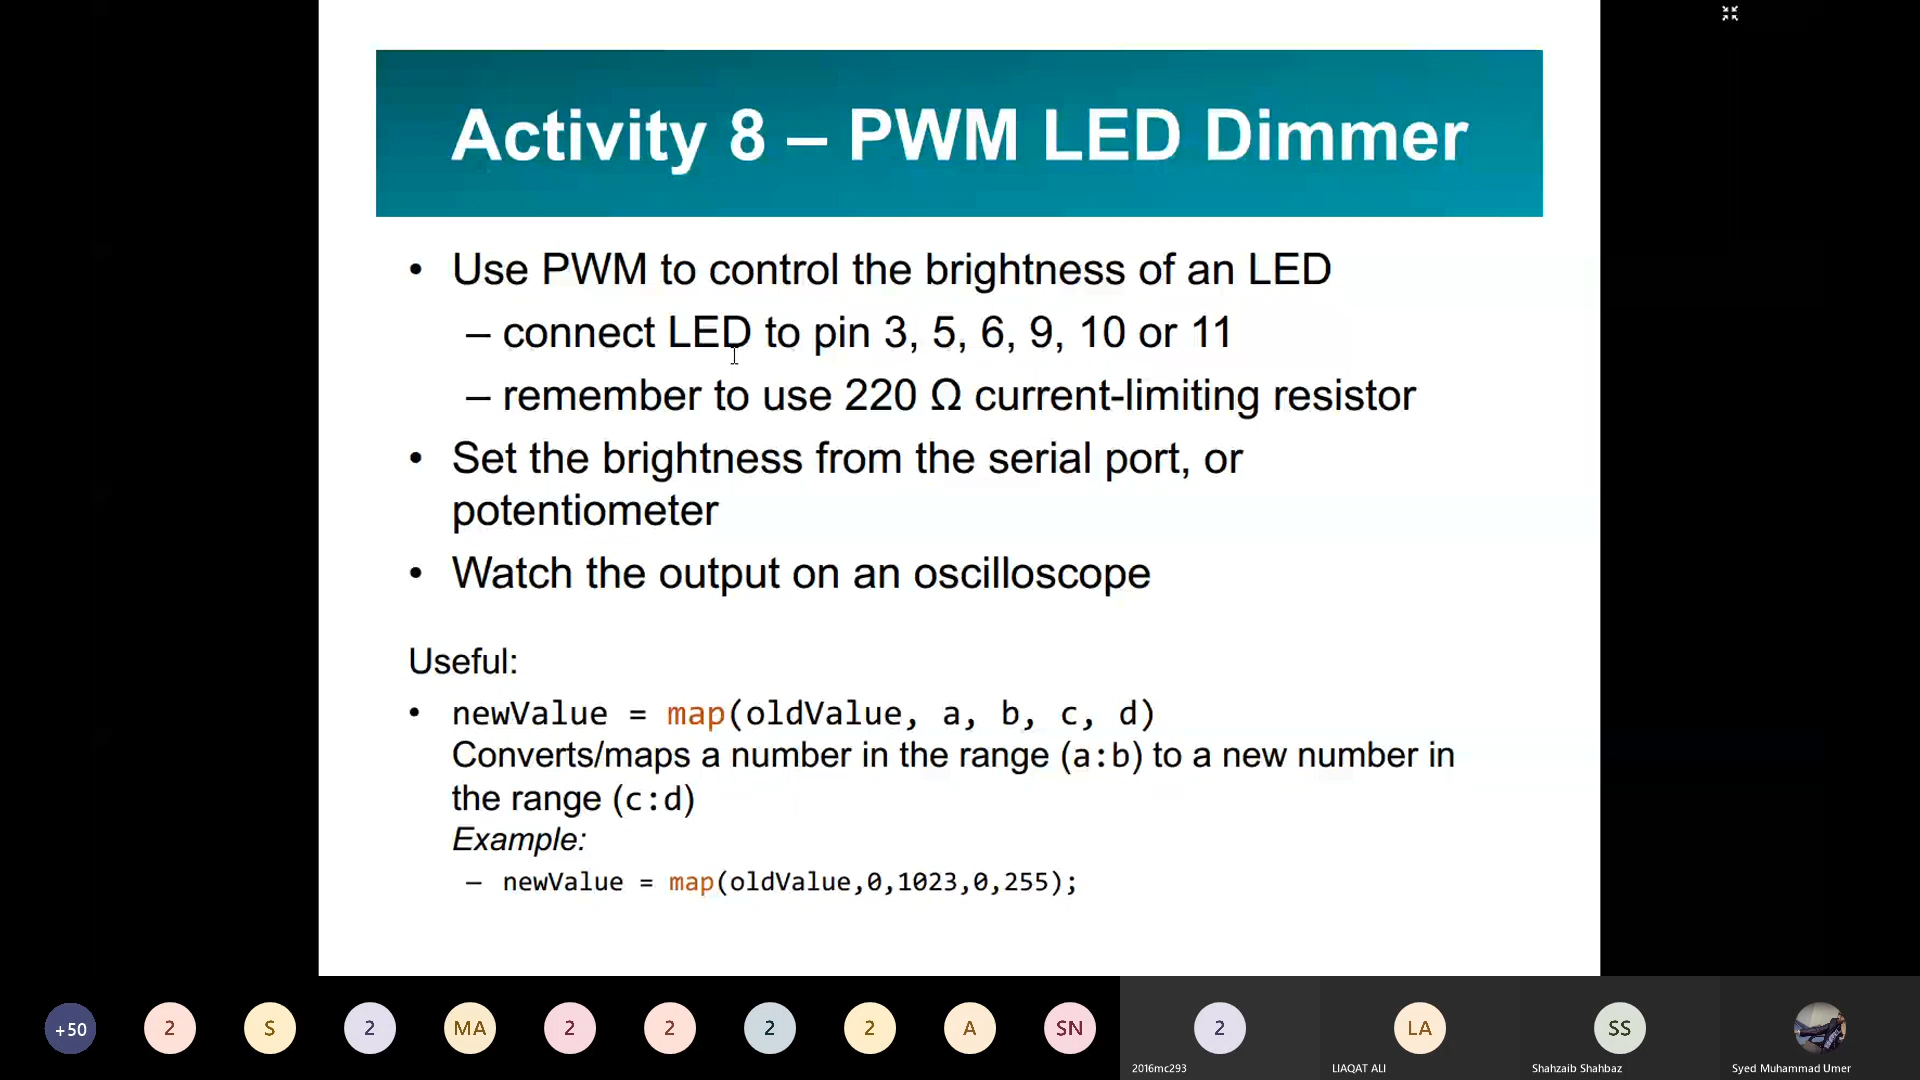 Activity 8 – PWM LED Dimmer
• Use PWM to control the brightness of an LED
– connect LED to pin 3, 5, 6, 9, 10 or 11
– remember to use 220 Ω current-limiting resistor
• Set the brightness from the serial port, or
potentiometer
• Watch the output on an oscilloscope
Useful:
• newValue = map(oldValue, a, b, c, d)
Converts/maps a number in the range (a:b) to a new number in
the range (c:d)
Example:
– newValue = map(oldValue,0,1023,0,255);
+50 2 S 2 MA 2 2 2 2 A SN 2 LA SS
2016mc293 LIAQAT ALI Shahzaib Shahbaz Syed Muhammad Umer